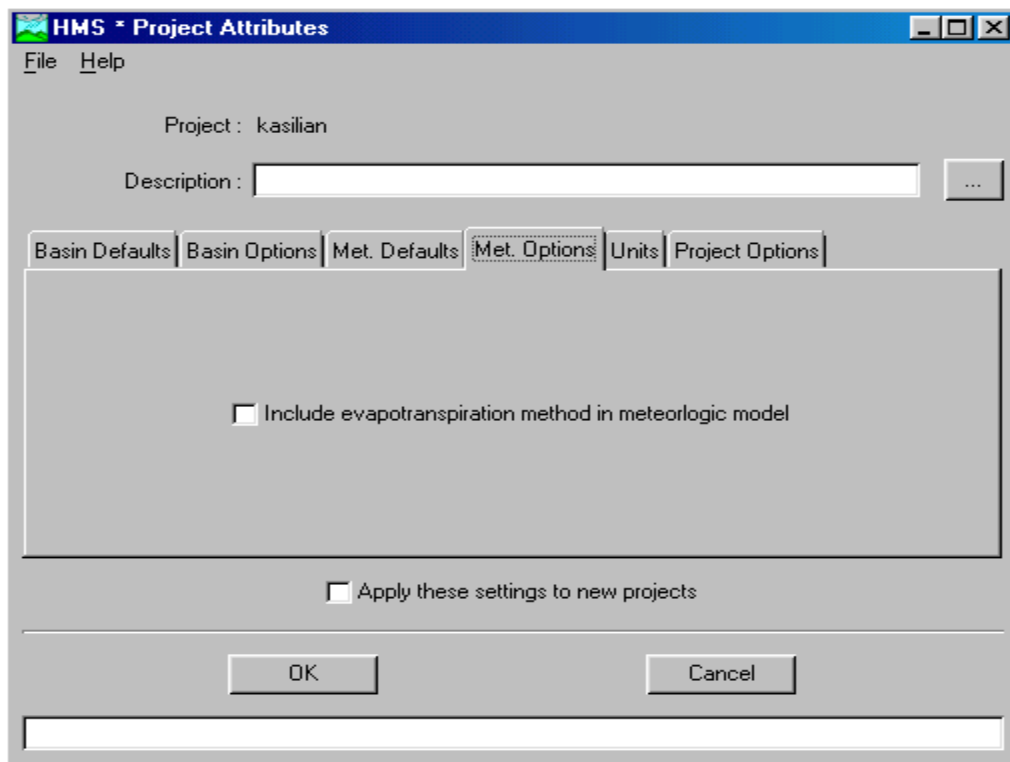 HMS * Project Attributes
File Help
Project : kasilian
Description :
...
Basin Defaults Basin Options Met. Defaults Met. Options Units Project Options
Include evapotranspiration method in meteorlogic model
Apply these settings to new projects
OK Cancel